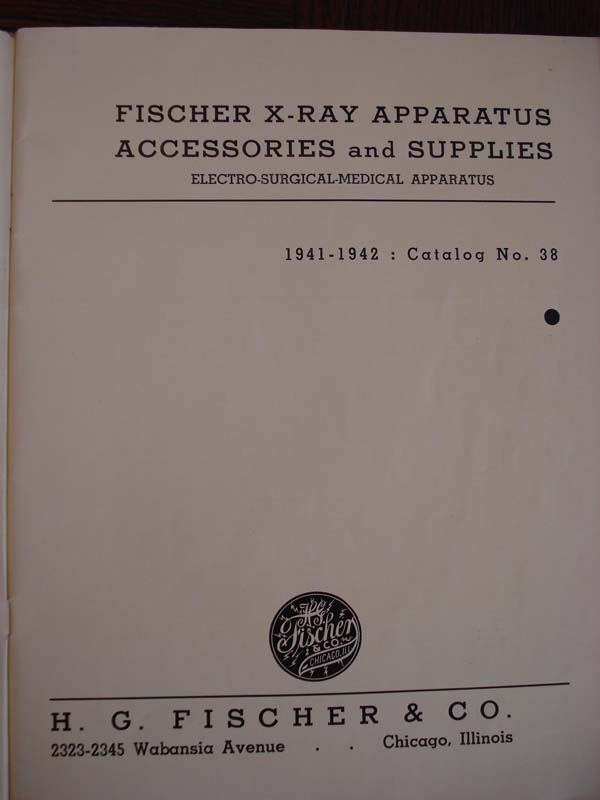 FISCHER X-RAY APPARATUS
ACCESSORIES and SUPPLIES
ELECTRO-SURGICAL-MEDICAL APPARATUS
1941-1942 : Catalog No. 38
H.G.
Fischer
& CO.
CHICAGO, ILL.
H. G. FISCHER & CO.
2323-2345 Wabansia Avenue . . Chicago, Illinois